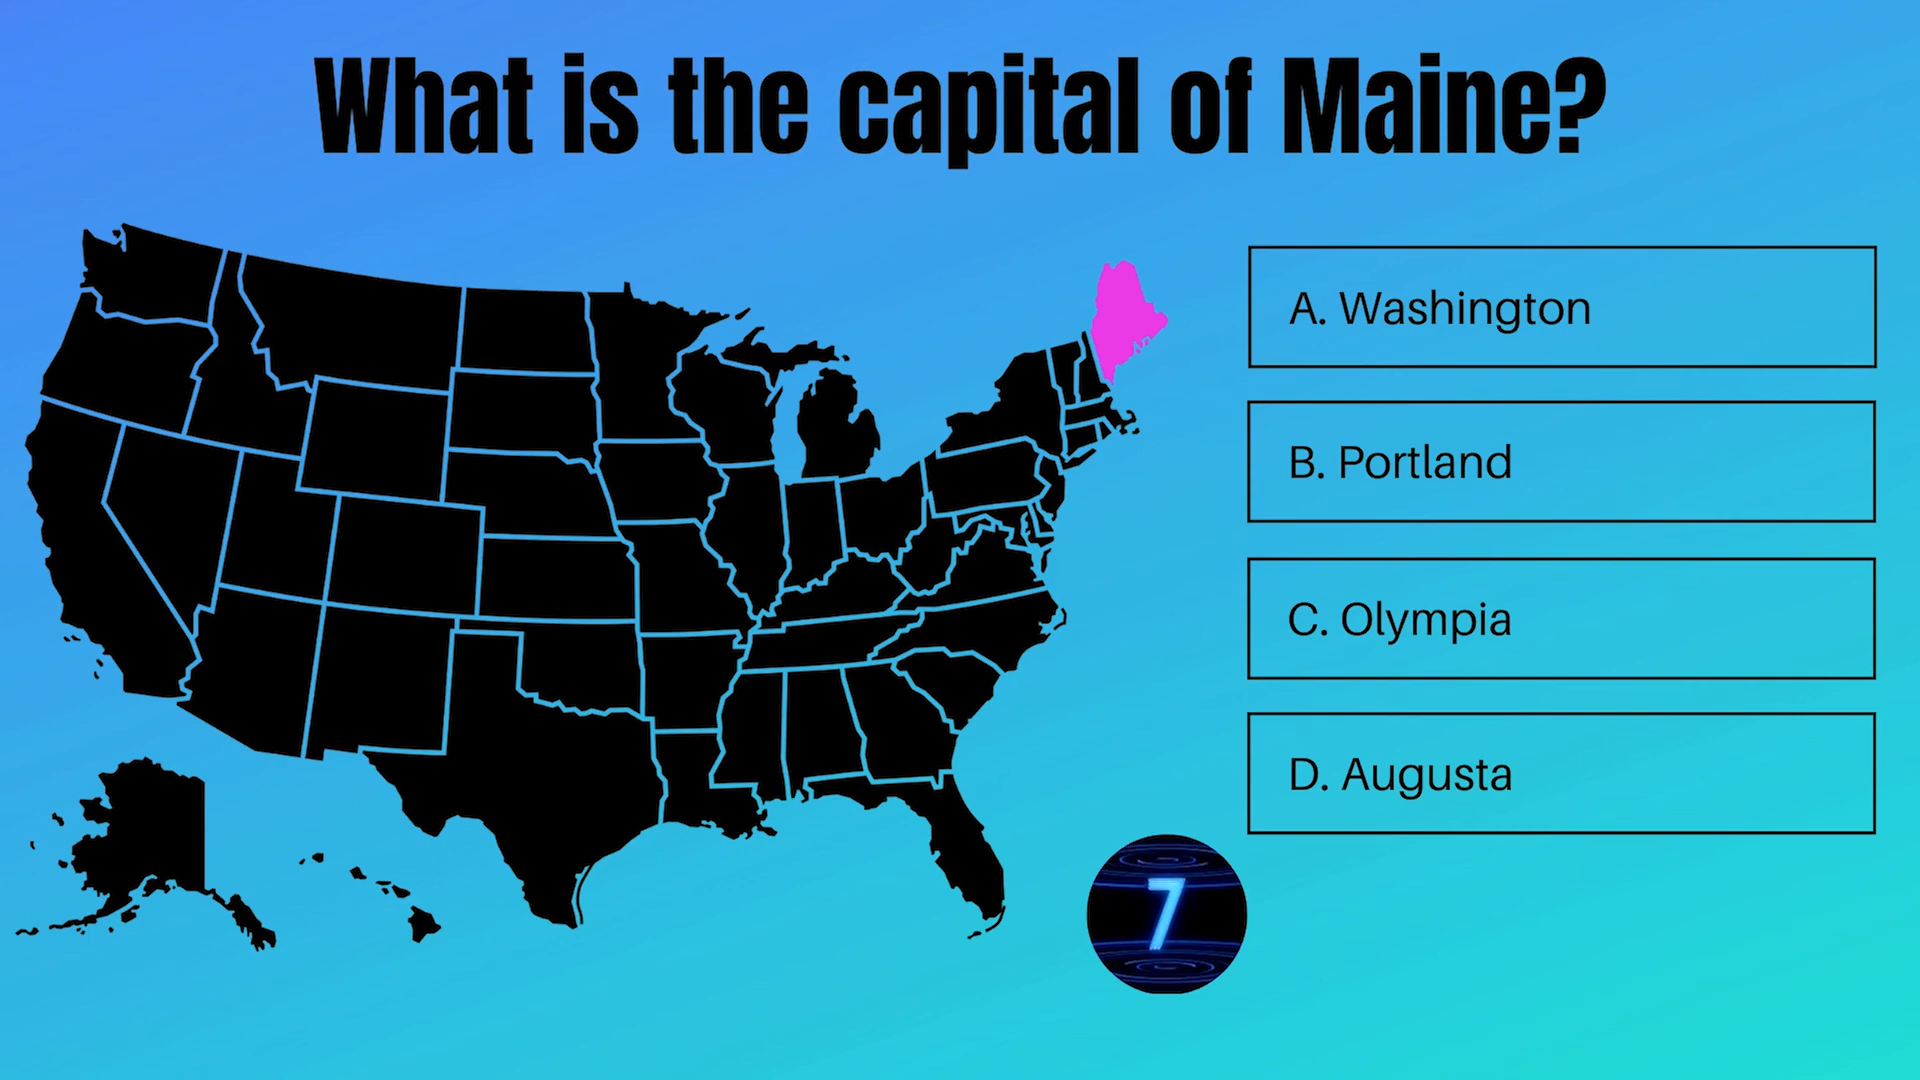 What is the capital of Maine?
A. Washington
B. Portland
C. Olympia
D. Augusta
7